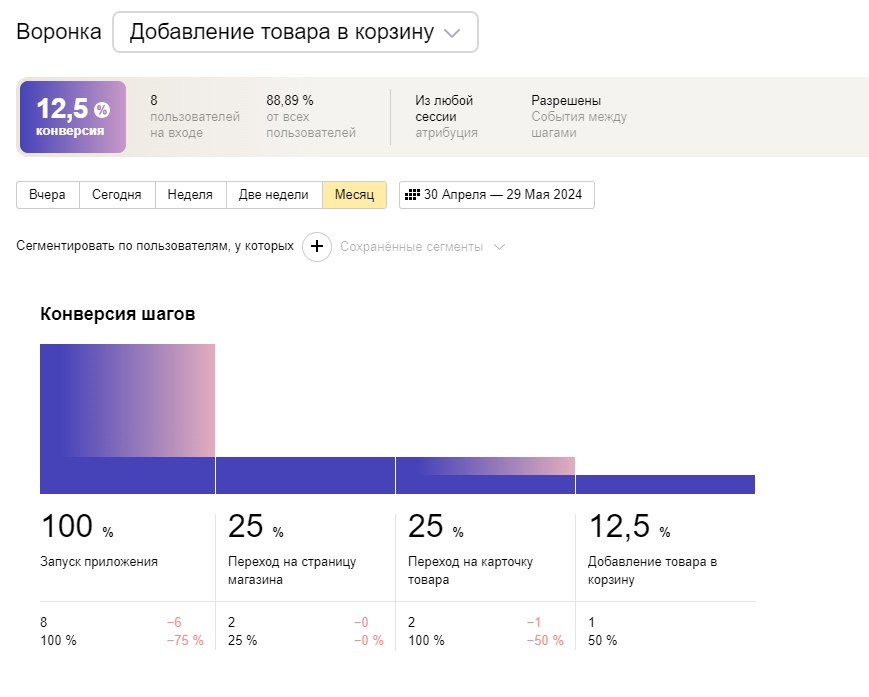 Воронка Добавление товара в корзину
12,5 %
конверсия
8
пользователей
на входе
88,89 %
от всех
пользователей
Из любой
сессии
атрибуция
Разрешены
События между
шагами
Вчера Сегодня Неделя Две недели Месяц 30 Апреля — 29 Мая 2024
Сегментировать по пользователям, у которых + Сохранённые сегменты
Конверсия шагов
100 %
Запуск приложения
8 −6
100 % −75 %
25 %
Переход на страницу
магазина
2 −0
25 % −0 %
25 %
Переход на карточку
товара
2 −1
100 % −50 %
12,5 %
Добавление товара в
корзину
1
50 %